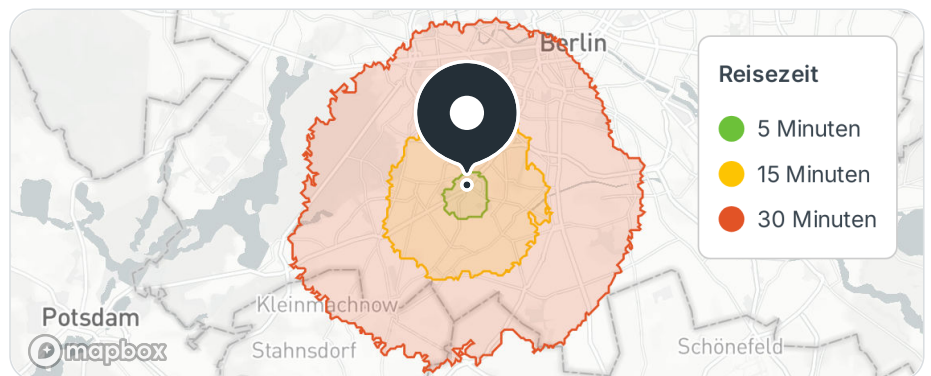 Berlin
Reisezeit
5 Minuten
15 Minuten
30 Minuten
Kleinmachnow
Potsdam
Stahnsdorf
Schönefeld
mapbox